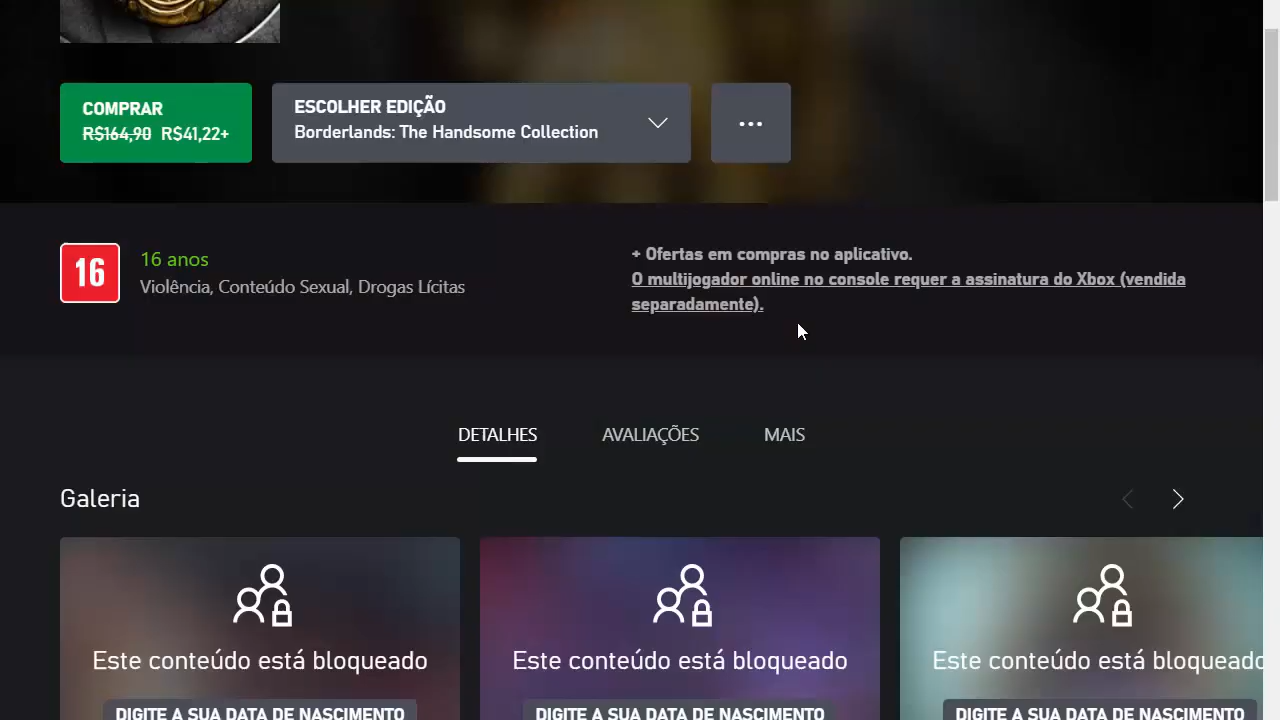 COMPRAR
R$164,90 R$41,22+
ESCOLHER EDIÇÃO
Borderlands: The Handsome Collection
16
16 anos
Violência, Conteúdo Sexual, Drogas Lícitas
+ Ofertas em compras no aplicativo.
O multijogador online no console requer a assinatura do Xbox (vendida
separadamente).
DETALHES
AVALIAÇÕES
MAIS
Galeria
Este conteúdo está bloqueado
DIGITE A SUA DATA DE NASCIMENTO
Este conteúdo está bloqueado
DIGITE A SUA DATA DE NASCIMENTO
Este conteúdo está bloqueado
DIGITE A SUA DATA DE NASCIMENTO